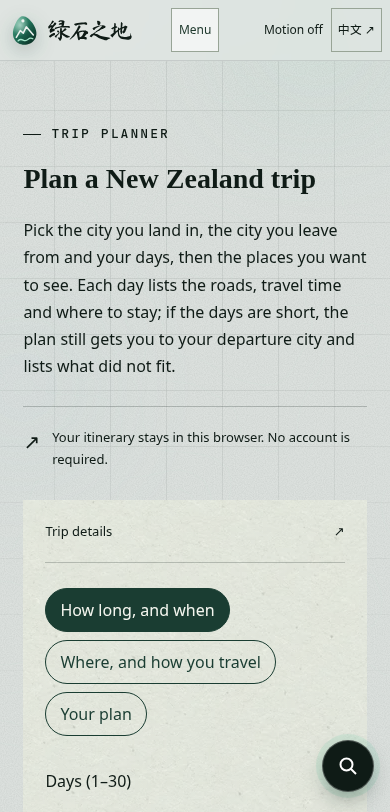 绿石之地
Menu
Motion off
中文 ↗
— TRIP PLANNER
Plan a New Zealand trip
Pick the city you land in, the city you leave
from and your days, then the places you want
to see. Each day lists the roads, travel time
and where to stay; if the days are short, the
plan still gets you to your departure city and
lists what did not fit.
↗ Your itinerary stays in this browser. No account is
required.
Trip details ↗
How long, and when
Where, and how you travel
Your plan
Days (1–30)